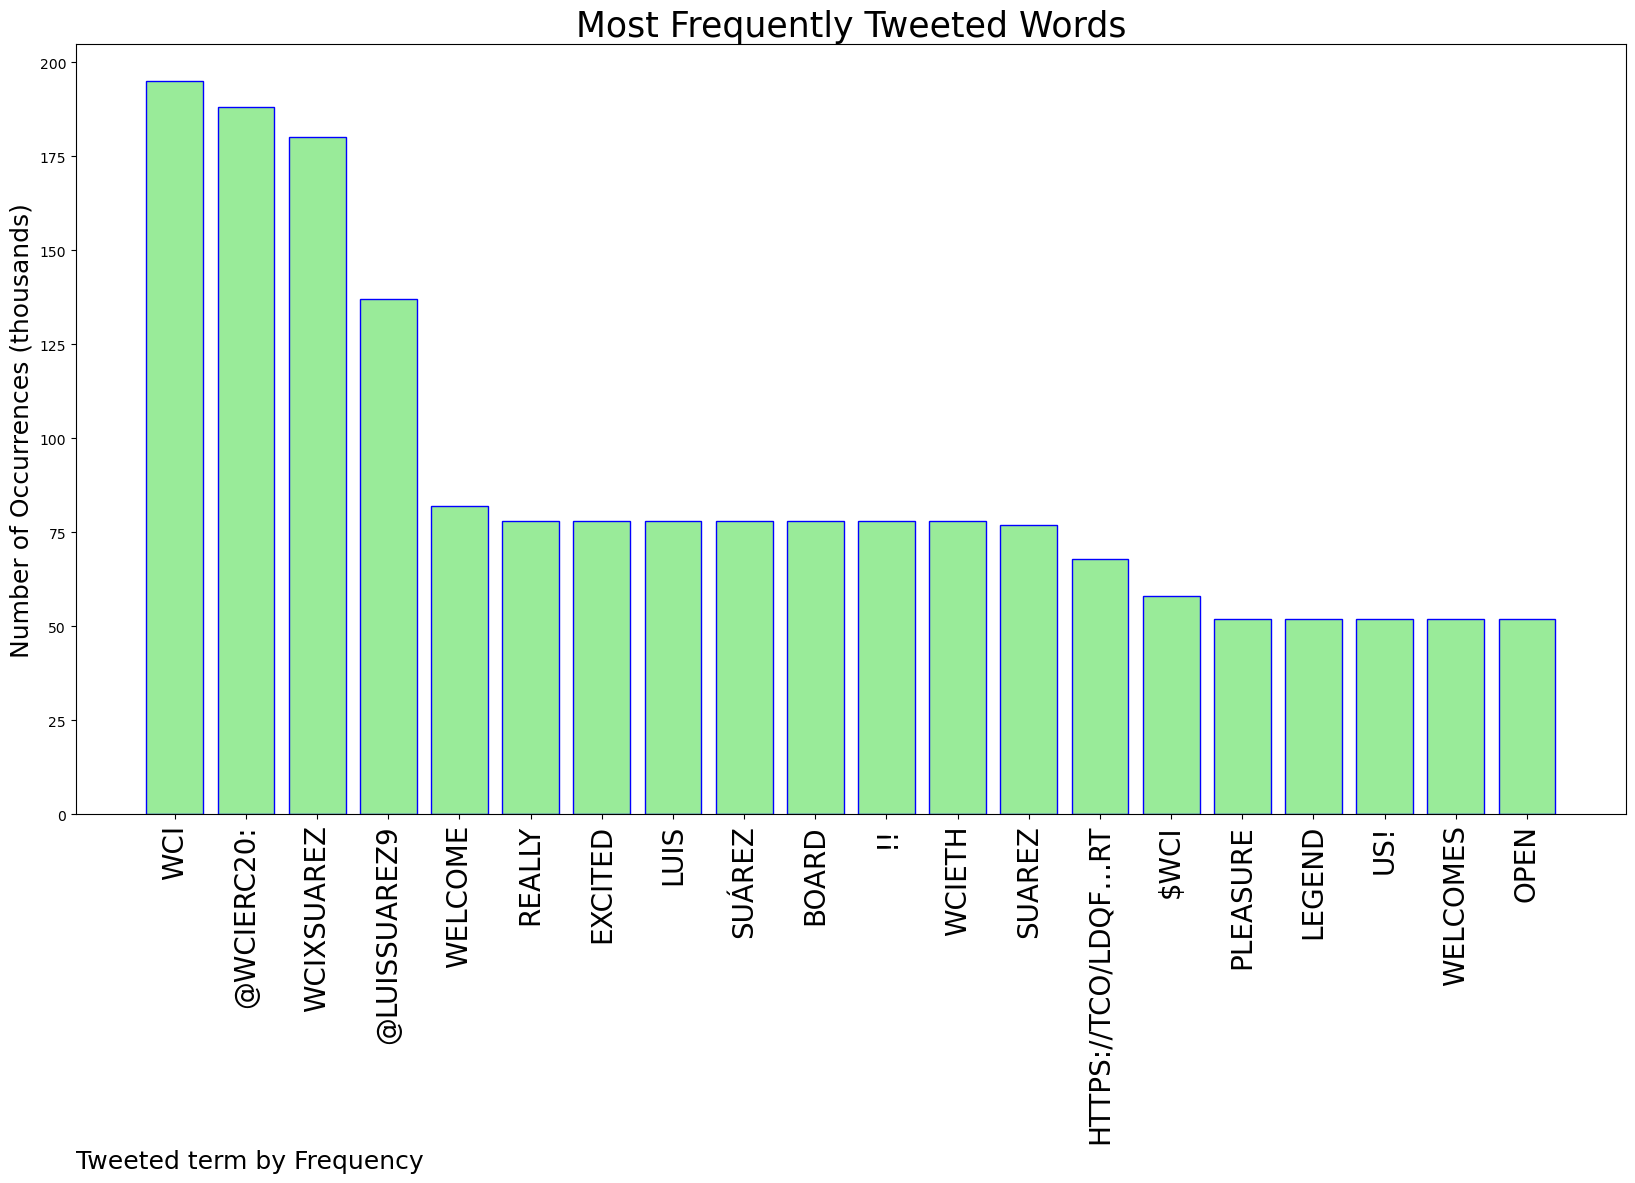 Most Frequently Tweeted Words
Number of Occurrences (thousands)
200
175
150
125
100
75
50
25
0
WCI
@WCIERC20:
WCIXSUAREZ
@LUISSUAREZ9
WELCOME
REALLY
EXCITED
LUIS
SUÁREZ
BOARD
!!
WCIETH
SUAREZ
HTTPS://TCO/LDQF…RT
$WCI
PLEASURE
LEGEND
US!
WELCOMES
OPEN
Tweeted term by Frequency